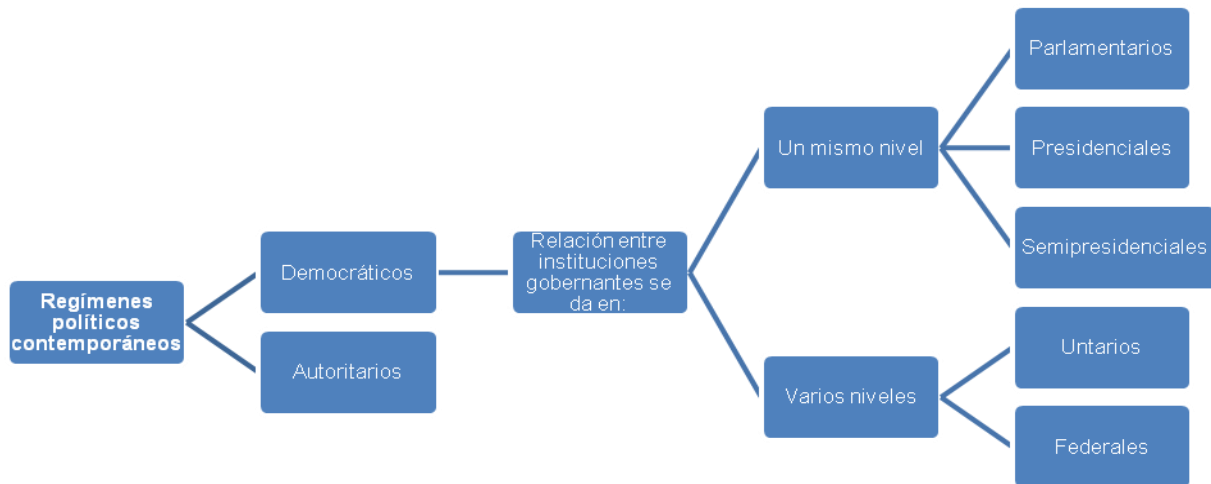 Regímenes
políticos
contemporáneos
Democráticos
Autoritarios
Relación entre
instituciones
gobernantes se
da en:
Un mismo nivel
Varios niveles
Parlamentarios
Presidenciales
Semipresidenciales
Untarios
Federales